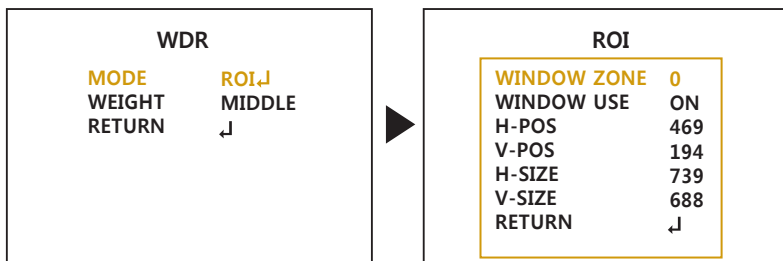 WDR
MODE ROI↲
WEIGHT MIDDLE
RETURN ↲
ROI
WINDOW ZONE 0
WINDOW USE ON
H-POS 469
V-POS 194
H-SIZE 739
V-SIZE 688
RETURN ↲